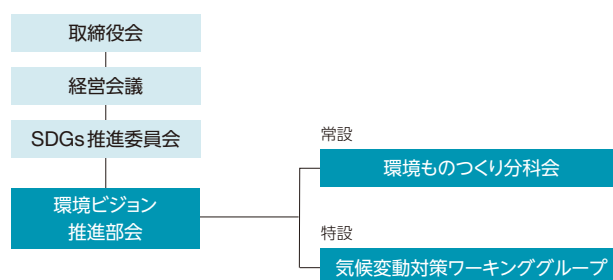 取締役会
経営会議
SDGs推進委員会
環境ビジョン
推進部会
常設
環境ものつくり分科会
特設
気候変動対策ワーキンググループ